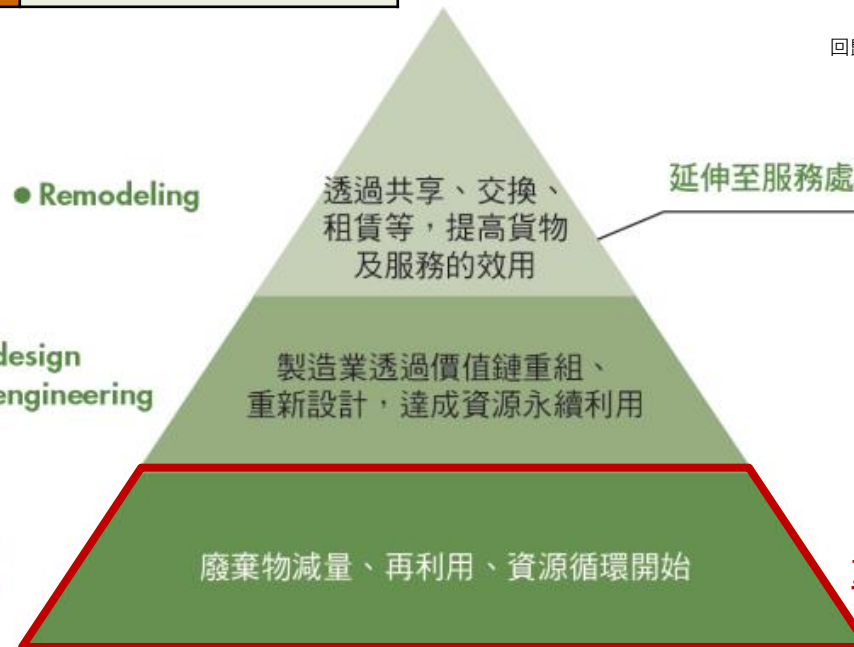 回
● Remodeling
透過共享、交換、
租賃等，提高貨物
及服務的效用
延伸至服務處
design
engineering
製造業透過價值鏈重組、
重新設計，達成資源永續利用
廢棄物減量、再利用、資源循環開始